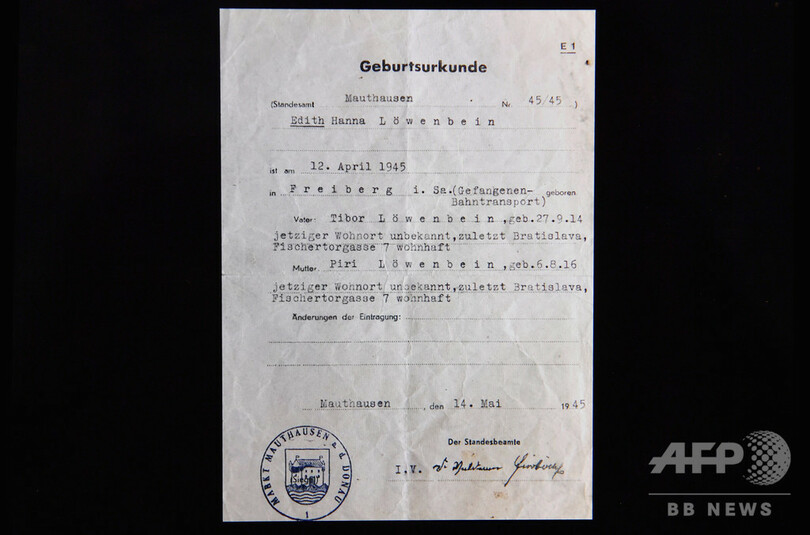 E 1
Geburtsurkunde
(Standesamt Mauthausen Nr. 45/45 )
Edith Hanna Löwenbein
ist am 12. April 1945
in Freiberg i. Sa.(Gefangenen- geboren
Bahntransport)
Vater: Tibor Löwenbein,geb.27.9.14
jetziger Wohnort unbekannt,zuletzt Bratislava,
Fischertorgasse 7 wohnhaft
Mutter: Piri Löwenbein,geb.6.8.16
jetziger Wohnort unbekannt,zuletzt Bratislava,
Fischertorgasse 7 wohnhaft
Änderungen der Eintragung:
Mauthausen, den 14. Mai 1945
Der Standesbeamte
I.V.
MARKT MAUTHAUSEN a. d. DONAU
(Siegel)
1
AFP
BB NEWS